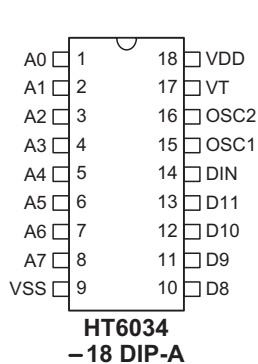 A0 1 18 VDD
A1 2 17 VT
A2 3 16 OSC2
A3 4 15 OSC1
A4 5 14 DIN
A5 6 13 D11
A6 7 12 D10
A7 8 11 D9
VSS 9 10 D8
HT6034
–18 DIP-A